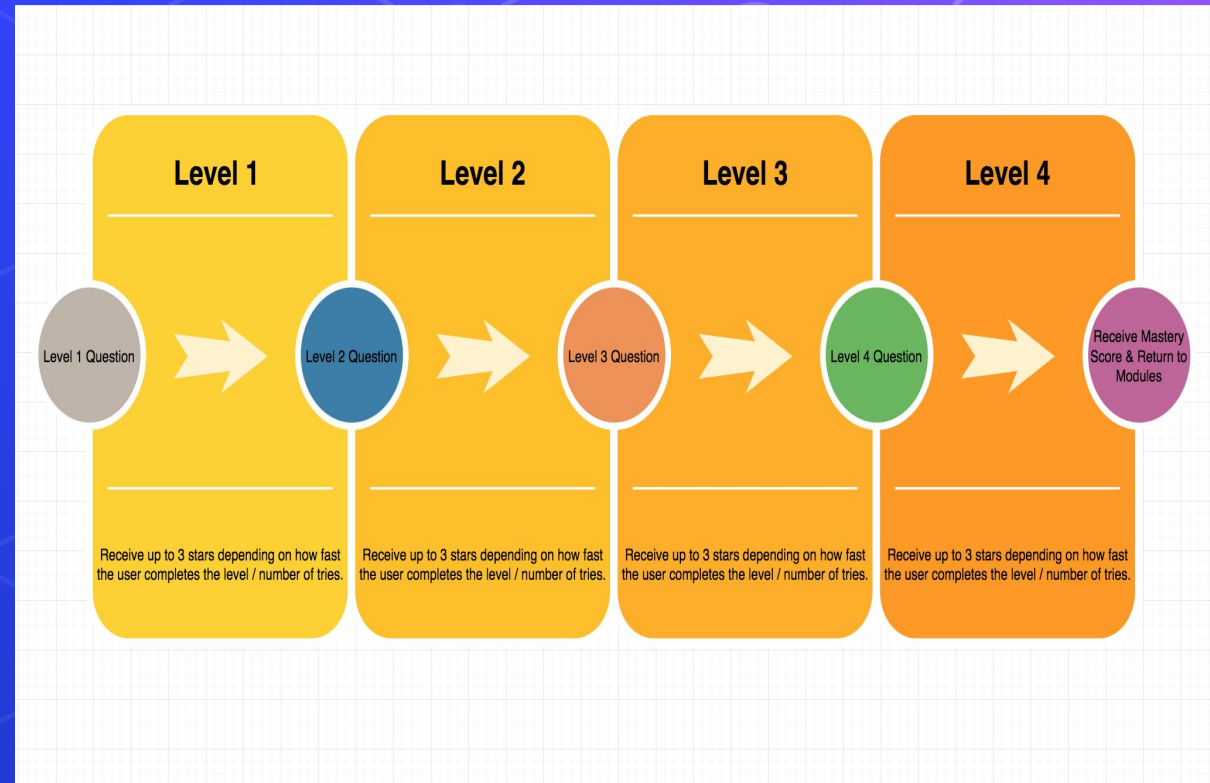 Level 1
Level 2
Level 3
Level 4
Level 1 Question
Level 2 Question
Level 3 Question
Level 4 Question
Receive Mastery
Score & Return to
Modules
Receive up to 3 stars depending on how fast
the user completes the level / number of tries.
Receive up to 3 stars depending on how fast
the user completes the level / number of tries.
Receive up to 3 stars depending on how fast
the user completes the level / number of tries.
Receive up to 3 stars depending on how fast
the user completes the level / number of tries.